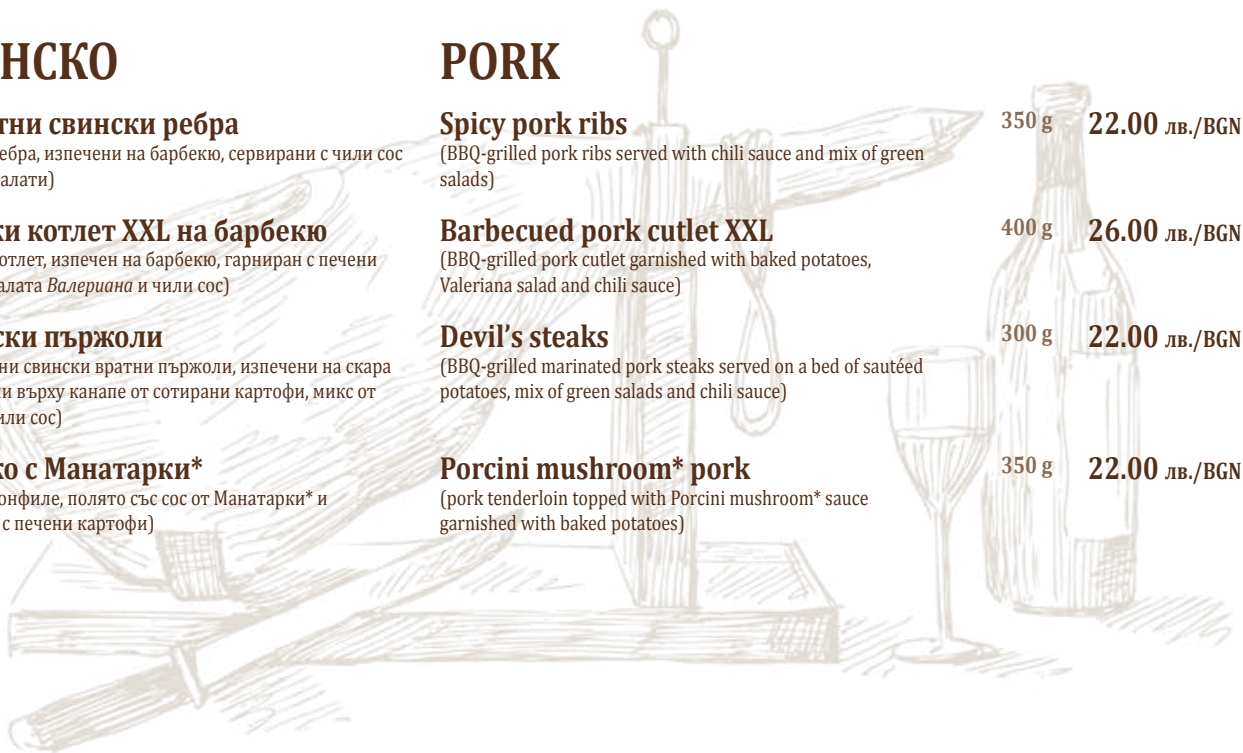 НСКО
тни свински ребра
ебра, изпечени на барбекю, сервирани с чили сос
алати)
ки котлет XXL на барбекю
отлет, изпечен на барбекю, гарниран с печени
алата Валериана и чили сос)
ски пържоли
ни свински вратни пържоли, изпечени на скара
и върху канапе от сотирани картофи, микс от
или сос)
ко с Манатарки*
онфиле, полято със сос от Манатарки* и
с печени картофи)
PORK
Spicy pork ribs 350 g 22.00 лв./BGN
(BBQ-grilled pork ribs served with chili sauce and mix of green
salads)
Barbecued pork cutlet XXL 400 g 26.00 лв./BGN
(BBQ-grilled pork cutlet garnished with baked potatoes,
Valeriana salad and chili sauce)
Devil's steaks 300 g 22.00 лв./BGN
(BBQ-grilled marinated pork steaks served on a bed of sautéed
potatoes, mix of green salads and chili sauce)
Porcini mushroom* pork 350 g 22.00 лв./BGN
(pork tenderloin topped with Porcini mushroom* sauce
garnished with baked potatoes)